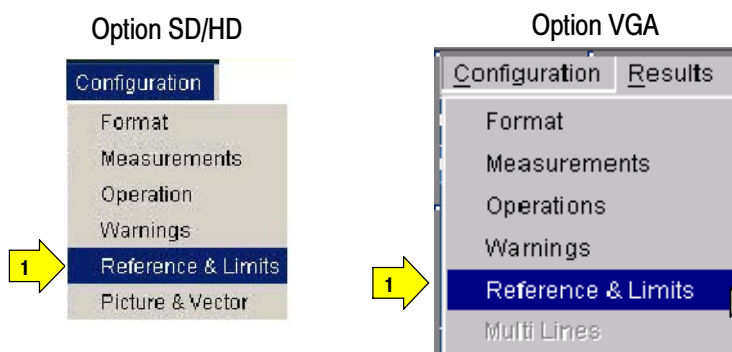 Option SD/HD
Configuration
Format
Measurements
Operation
Warnings
1
Reference & Limits
Picture & Vector
Option VGA
Configuration Results
Format
Measurements
Operations
Warnings
1
Reference & Limits
Multi Lines